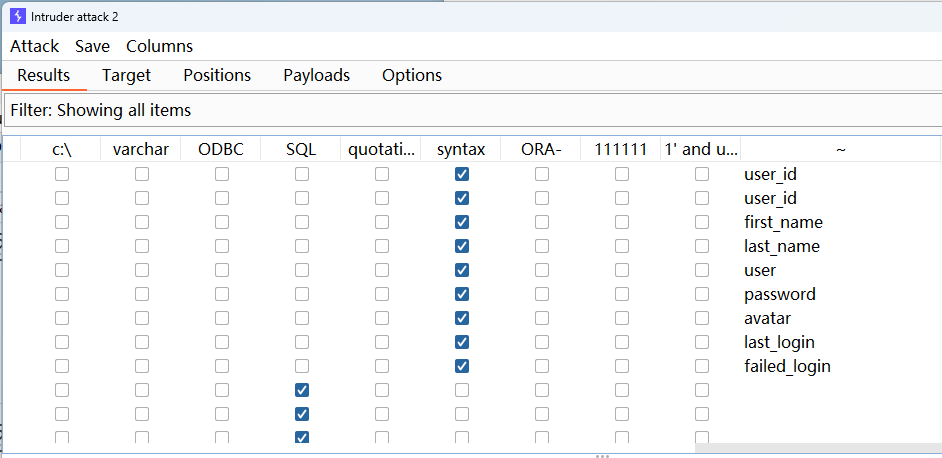 Intruder attack 2
Attack Save Columns
Results Target Positions Payloads Options
Filter: Showing all items
c:\ varchar ODBC SQL quotati... syntax ORA- 111111 1' and u... ~
user_id
user_id
first_name
last_name
user
password
avatar
last_login
failed_login